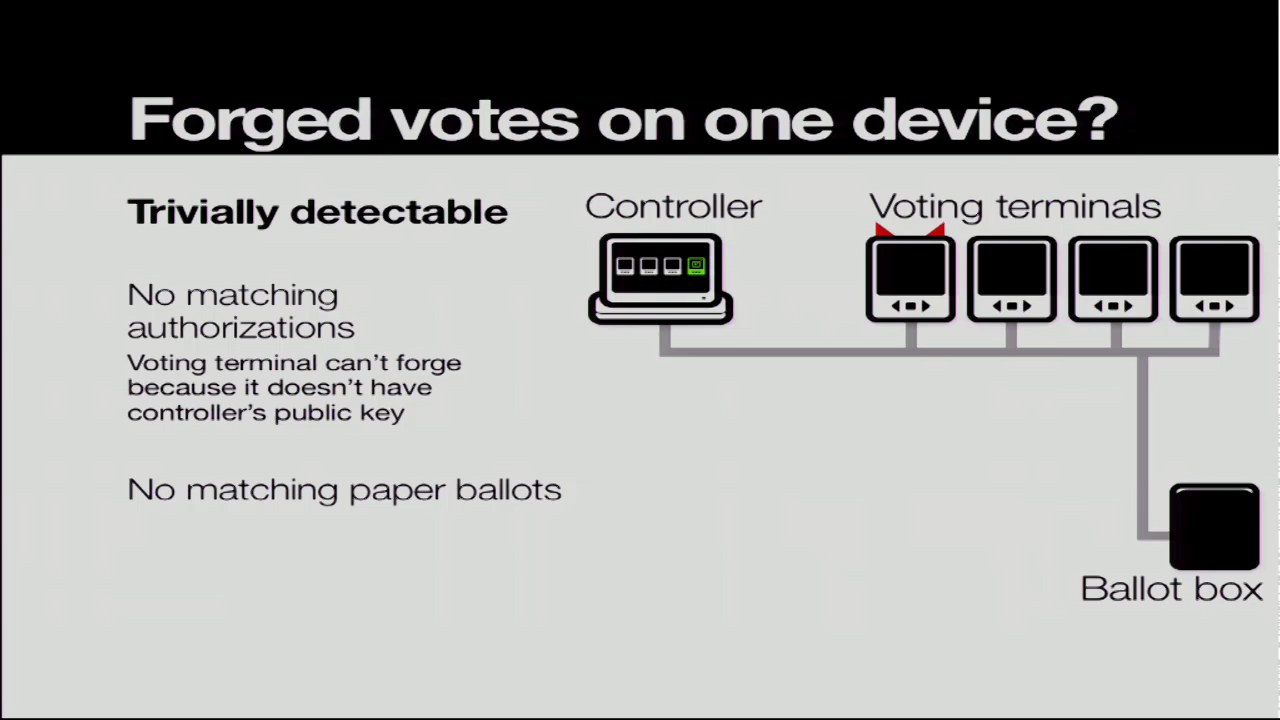 Forged votes on one device?
Trivially detectable
No matching
authorizations
Voting terminal can't forge
because it doesn't have
controller's public key
No matching paper ballots
Controller
Voting terminals
Ballot box